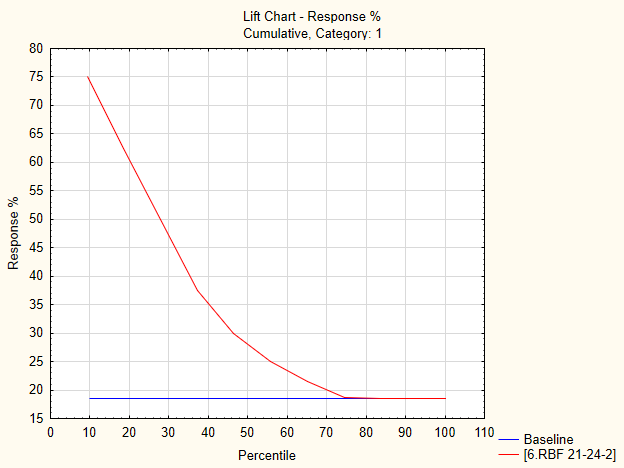 Lift Chart - Response %
Cumulative, Category: 1
80
75
70
65
60
55
50
45
40
35
30
25
20
15
Response %
0 10 20 30 40 50 60 70 80 90 100 110
Percentile
Baseline
[6.RBF 21-24-2]